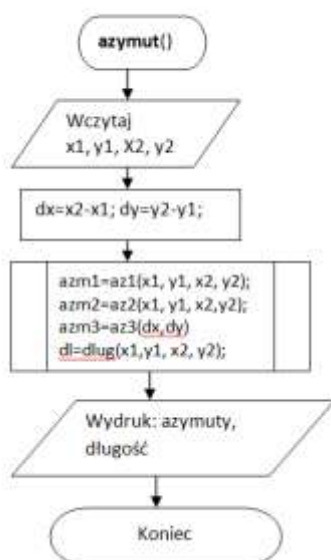 azymut()
Wczytaj
x1, y1, X2, y2
dx=x2-x1; dy=y2-y1;
azm1=az1(x1, y1, x2, y2);
azm2=az2(x1, y1, x2,y2);
azm3=az3(dx,dy)
dl=dlug(x1,y1, x2, y2);
Wydruk: azymuty,
długość
Koniec